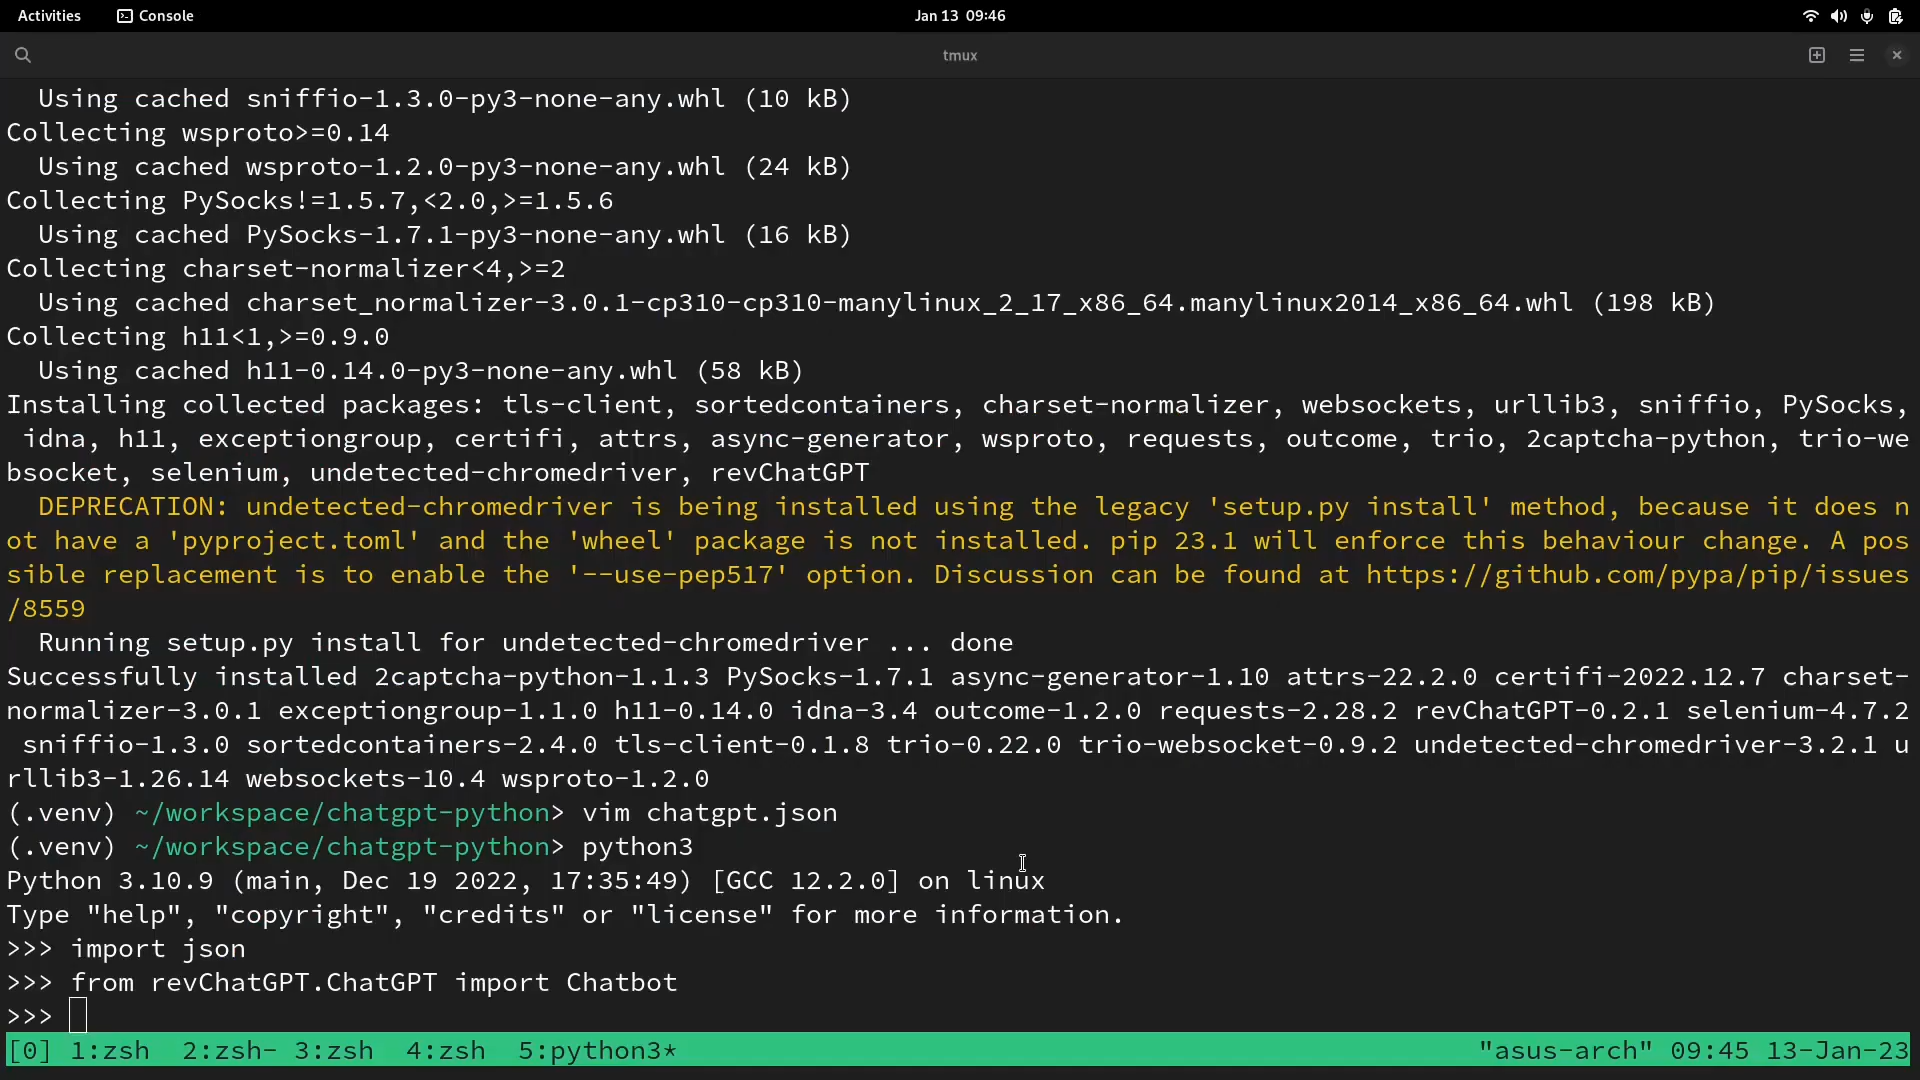 Activities Console Jan 13 09:46
tmux
Using cached sniffio-1.3.0-py3-none-any.whl (10 kB)
Collecting wsproto>=0.14
Using cached wsproto-1.2.0-py3-none-any.whl (24 kB)
Collecting PySocks!=1.5.7,<2.0,>=1.5.6
Using cached PySocks-1.7.1-py3-none-any.whl (16 kB)
Collecting charset-normalizer<4,>=2
Using cached charset_normalizer-3.0.1-cp310-cp310-manylinux_2_17_x86_64.manylinux2014_x86_64.whl (198 kB)
Collecting h11<1,>=0.9.0
Using cached h11-0.14.0-py3-none-any.whl (58 kB)
Installing collected packages: tls-client, sortedcontainers, charset-normalizer, websockets, urllib3, sniffio, PySocks,
idna, h11, exceptiongroup, certifi, attrs, async-generator, wsproto, requests, outcome, trio, 2captcha-python, trio-we
bsocket, selenium, undetected-chromedriver, revChatGPT
DEPRECATION: undetected-chromedriver is being installed using the legacy 'setup.py install' method, because it does n
ot have a 'pyproject.toml' and the 'wheel' package is not installed. pip 23.1 will enforce this behaviour change. A pos
sible replacement is to enable the '--use-pep517' option. Discussion can be found at https://github.com/pypa/pip/issues
/8559
Running setup.py install for undetected-chromedriver ... done
Successfully installed 2captcha-python-1.1.3 PySocks-1.7.1 async-generator-1.10 attrs-22.2.0 certifi-2022.12.7 charset-
normalizer-3.0.1 exceptiongroup-1.1.0 h11-0.14.0 idna-3.4 outcome-1.2.0 requests-2.28.2 revChatGPT-0.2.1 selenium-4.7.2
sniffio-1.3.0 sortedcontainers-2.4.0 tls-client-0.1.8 trio-0.22.0 trio-websocket-0.9.2 undetected-chromedriver-3.2.1 u
rllib3-1.26.14 websockets-10.4 wsproto-1.2.0
(.venv) ~/workspace/chatgpt-python> vim chatgpt.json
(.venv) ~/workspace/chatgpt-python> python3
Python 3.10.9 (main, Dec 19 2022, 17:35:49) [GCC 12.2.0] on linux
Type "help", "copyright", "credits" or "license" for more information.
>>> import json
>>> from revChatGPT.ChatGPT import Chatbot
>>>
[0] 1:zsh 2:zsh- 3:zsh 4:zsh 5:python3* "asus-arch" 09:45 13-Jan-23